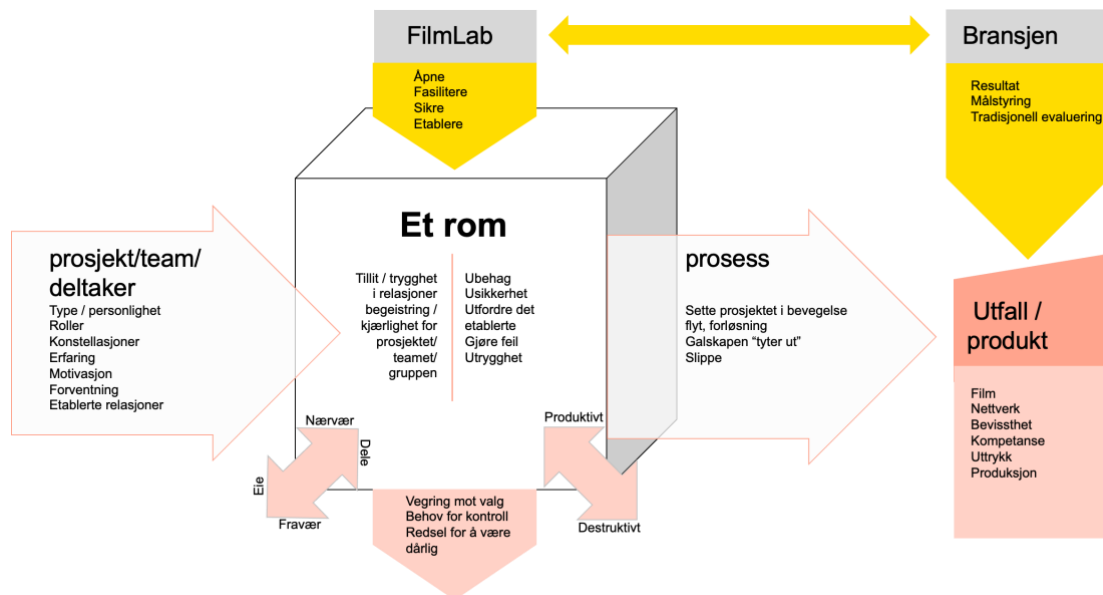 FilmLab
Åpne
Fasilitere
Sikre
Etablere
Bransjen
Resultat
Målstyring
Tradisjonell evaluering
prosjekt/team/
deltaker
Type / personlighet
Roller
Konstellasjoner
Erfaring
Motivasjon
Forventning
Etablerte relasjoner
Et rom
Tillit / trygghet
i relasjoner
begeistring /
kjærlighet for
prosjektet/
teamet/
gruppen
Ubehag
Usikkerhet
Utfordre det
etablerte
Gjøre feil
Utrygghet
Nærvær
Dele
Eie
Fravær
Produktivt
Destruktivt
Vegring mot valg
Behov for kontroll
Redsel for å være
dårlig
prosess
Sette prosjektet i bevegelse
flyt, forløsning
Galskapen “tyter ut”
Slippe
Utfall /
produkt
Film
Nettverk
Bevissthet
Kompetanse
Uttrykk
Produksjon